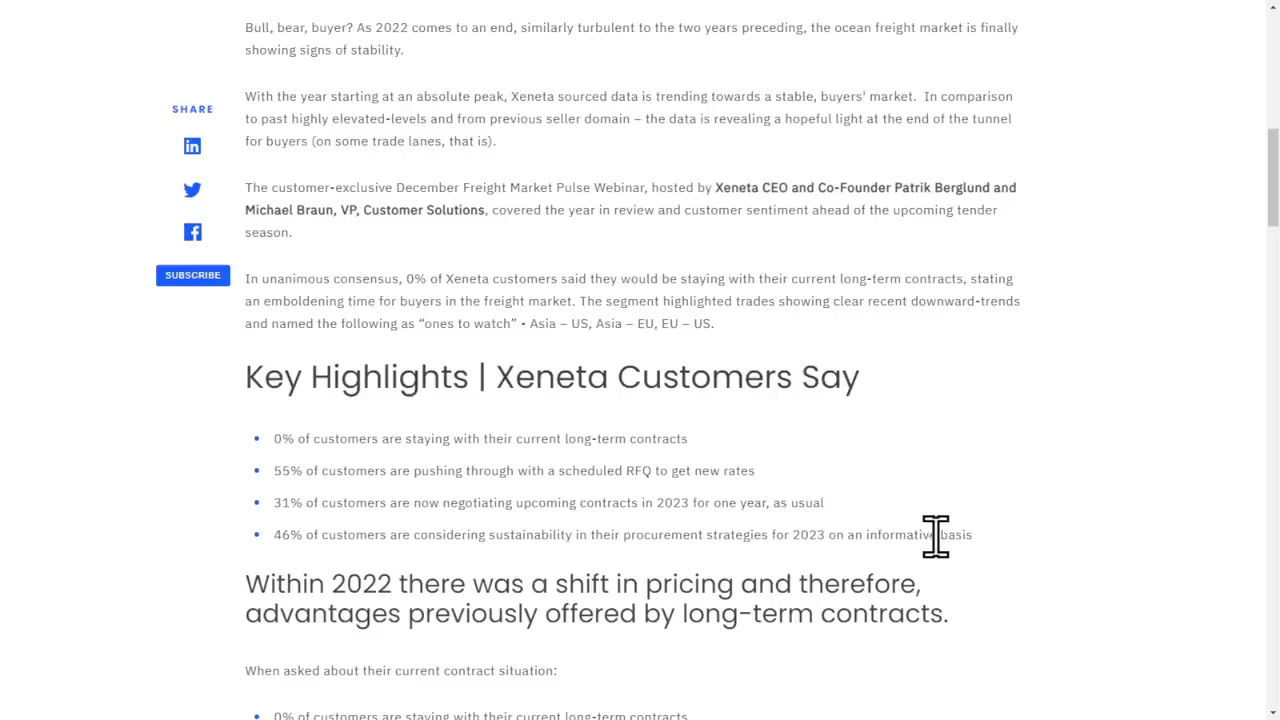 Bull, bear, buyer? As 2022 comes to an end, similarly turbulent to the two years preceding, the ocean freight market is finally
showing signs of stability.
SHARE
With the year starting at an absolute peak, Xeneta sourced data is trending towards a stable, buyers' market.  In comparison
to past highly elevated-levels and from previous seller domain – the data is revealing a hopeful light at the end of the tunnel
for buyers (on some trade lanes, that is).
The customer-exclusive December Freight Market Pulse Webinar, hosted by Xeneta CEO and Co-Founder Patrik Berglund and
Michael Braun, VP, Customer Solutions, covered the year in review and customer sentiment ahead of the upcoming tender
season.
SUBSCRIBE
In unanimous consensus, 0% of Xeneta customers said they would be staying with their current long-term contracts, stating
an emboldening time for buyers in the freight market. The segment highlighted trades showing clear recent downward-trends
and named the following as “ones to watch” - Asia – US, Asia – EU, EU – US.
Key Highlights | Xeneta Customers Say
• 0% of customers are staying with their current long-term contracts
• 55% of customers are pushing through with a scheduled RFQ to get new rates
• 31% of customers are now negotiating upcoming contracts in 2023 for one year, as usual
• 46% of customers are considering sustainability in their procurement strategies for 2023 on an informative basis
Within 2022 there was a shift in pricing and therefore,
advantages previously offered by long-term contracts.
When asked about their current contract situation:
• 0% of customers are staying with their current long-term contracts